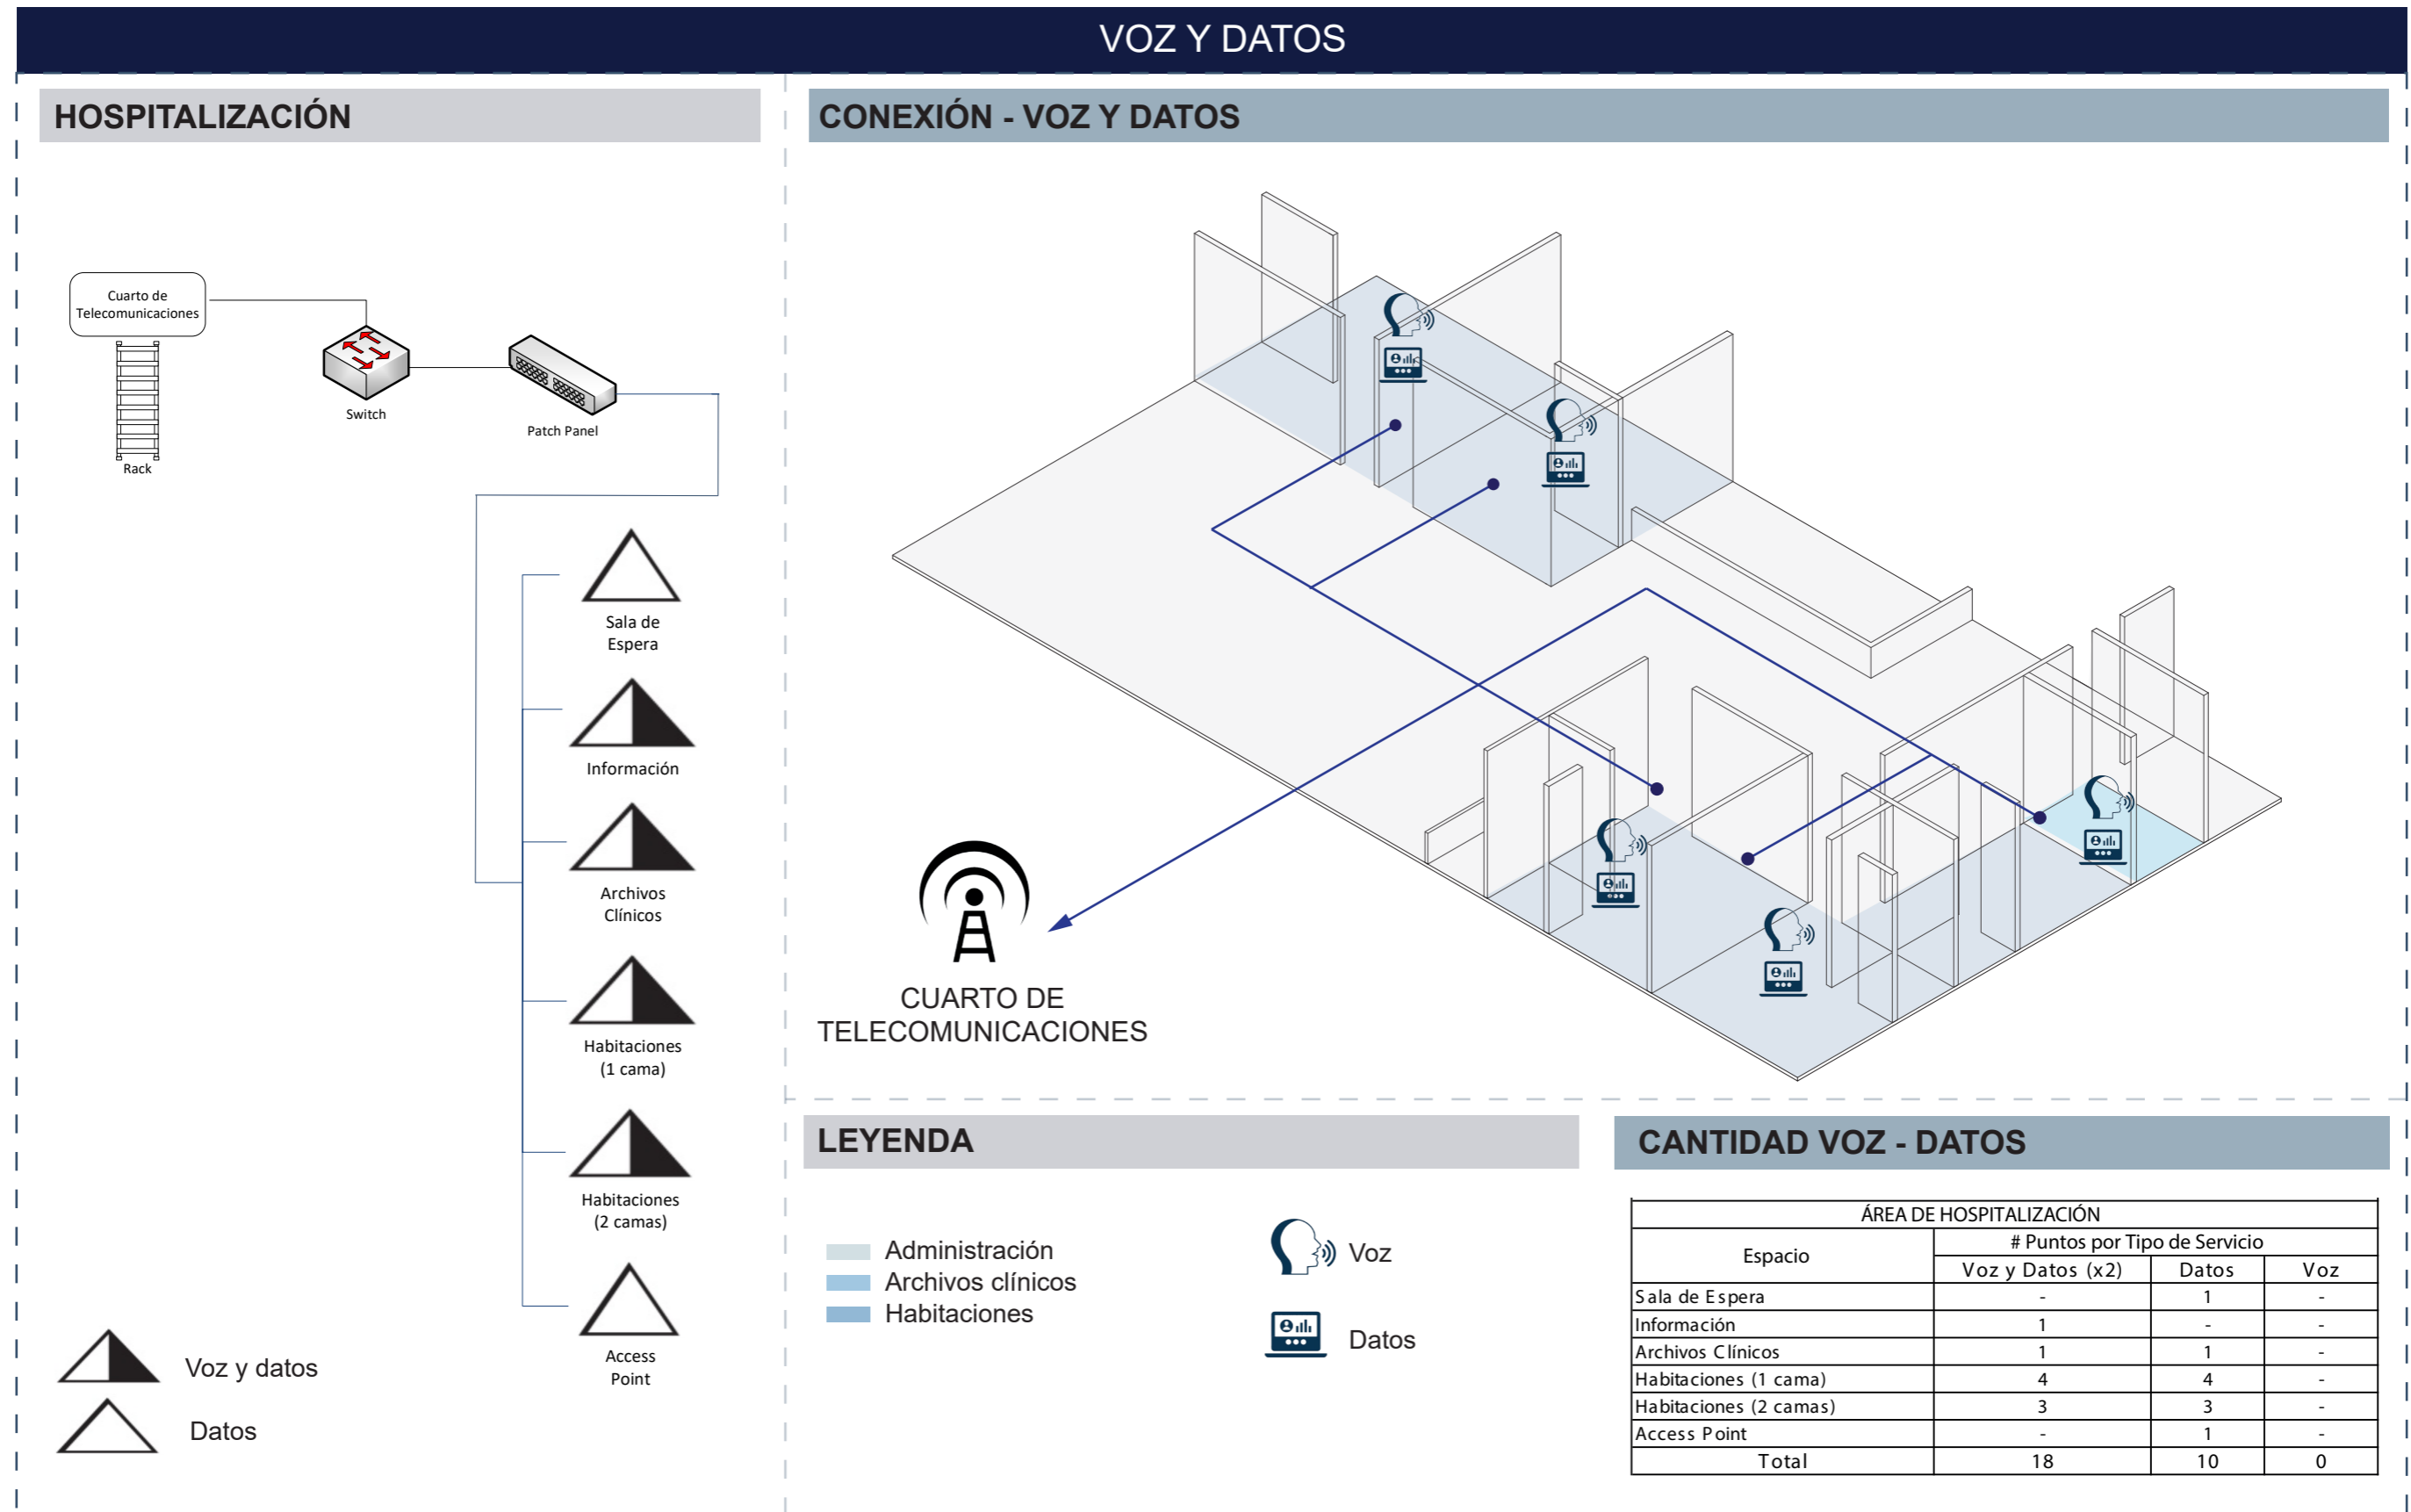 VOZ Y DATOS
HOSPITALIZACIÓN
Cuarto de
Telecomunicaciones
Rack
Switch
Patch Panel
Sala de
Espera
Información
Archivos
Clínicos
Habitaciones
(1 cama)
Habitaciones
(2 camas)
Access
Point
Voz y datos
Datos
CONEXIÓN - VOZ Y DATOS
CUARTO DE
TELECOMUNICACIONES
LEYENDA
Administración
Archivos clínicos
Habitaciones
Voz
Datos
CANTIDAD VOZ - DATOS
ÁREA DE HOSPITALIZACIÓN
Espacio
# Puntos por Tipo de Servicio
Voz y Datos (x2) Datos Voz
Sala de Espera - 1 -
Información 1 - -
Archivos Clínicos 1 1 -
Habitaciones (1 cama) 4 4 -
Habitaciones (2 camas) 3 3 -
Access Point - 1 -
Total 18 10 0